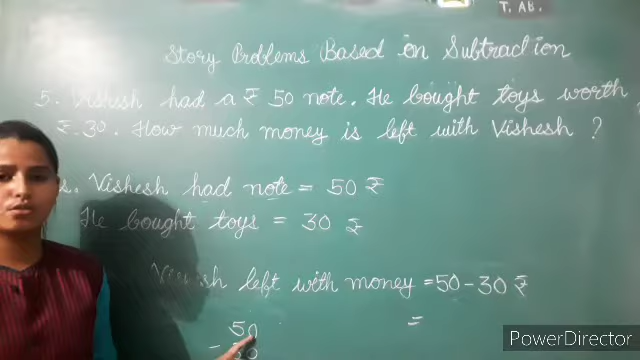 T. AB.
Story Problems Based on Subtraction
5. Vishesh had a ₹ 50 note. He bought toys worth
₹. 30. How much money is left with Vishesh ?
s. Vishesh had note = 50 ₹
He bought toys = 30 ₹
left with money = 50 - 30 ₹
50
=
- 30
PowerDirector